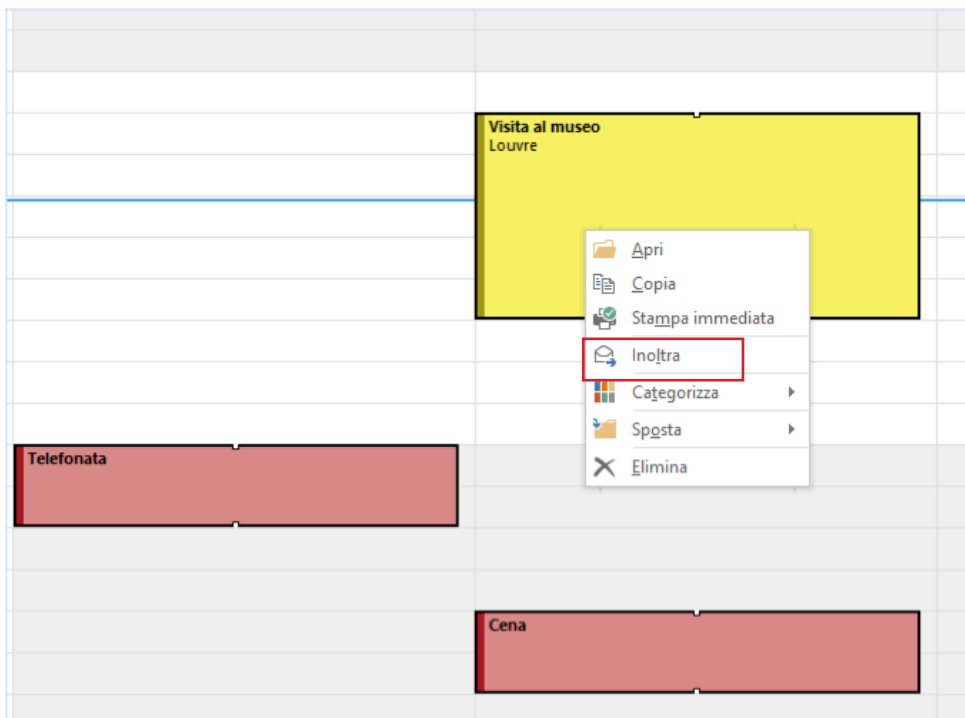 Visita al museo
Louvre
Apri
Copia
Stampa immediata
Inoltra
Categorizza
Sposta
Elimina
Telefonata
Cena